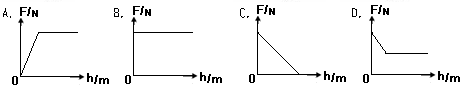 A. F/N B. F/N C. F/N D. F/N
0 h/m 0 h/m 0 h/m 0 h/m